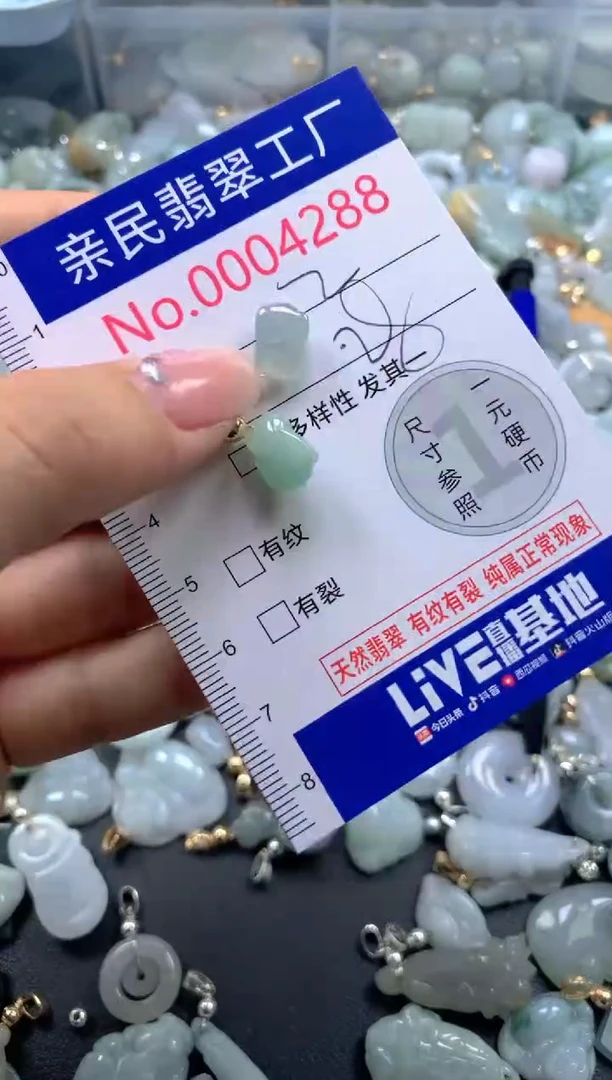 亲民翡翠工厂
No.0004288
28
多样性 发其一
一元硬币
尺寸参照
有纹
有裂
天然翡翠 有纹有裂 纯属正常现象
LiVE直播基地
今日头条 抖音 西瓜视频 抖音火山版
0
1
4
5
6
7
8